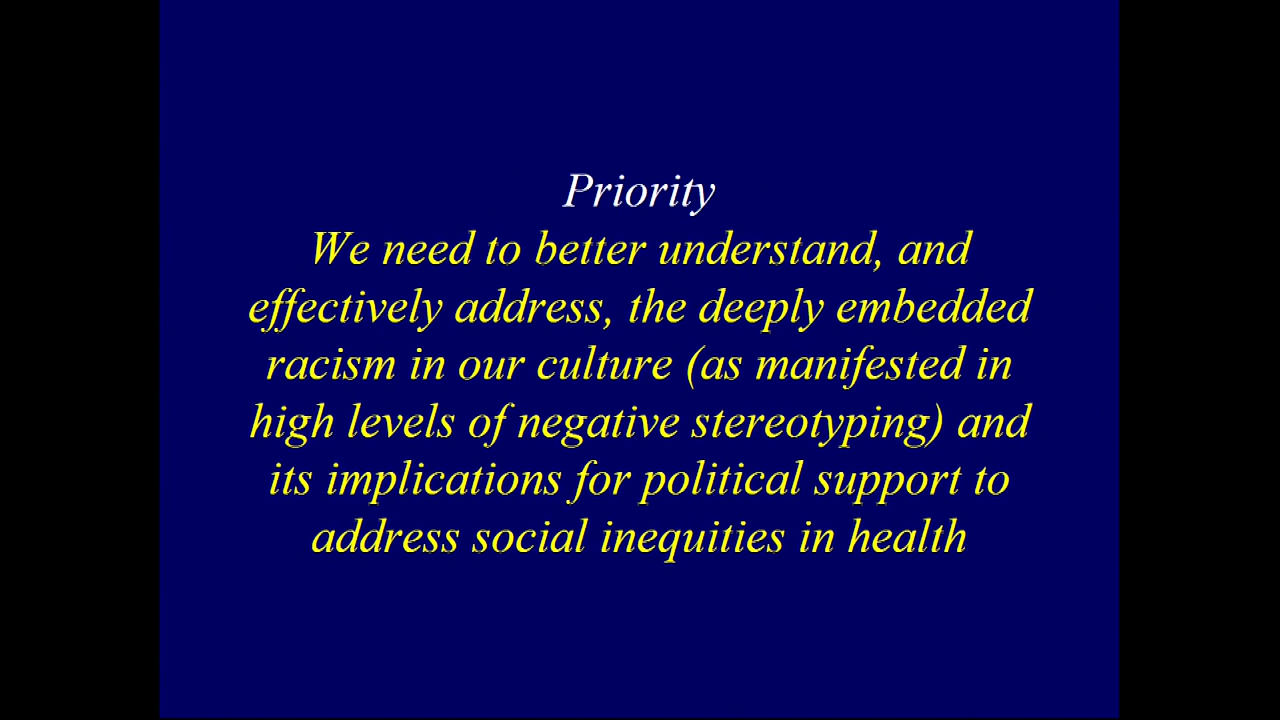 Priority
We need to better understand, and
effectively address, the deeply embedded
racism in our culture (as manifested in
high levels of negative stereotyping) and
its implications for political support to
address social inequities in health